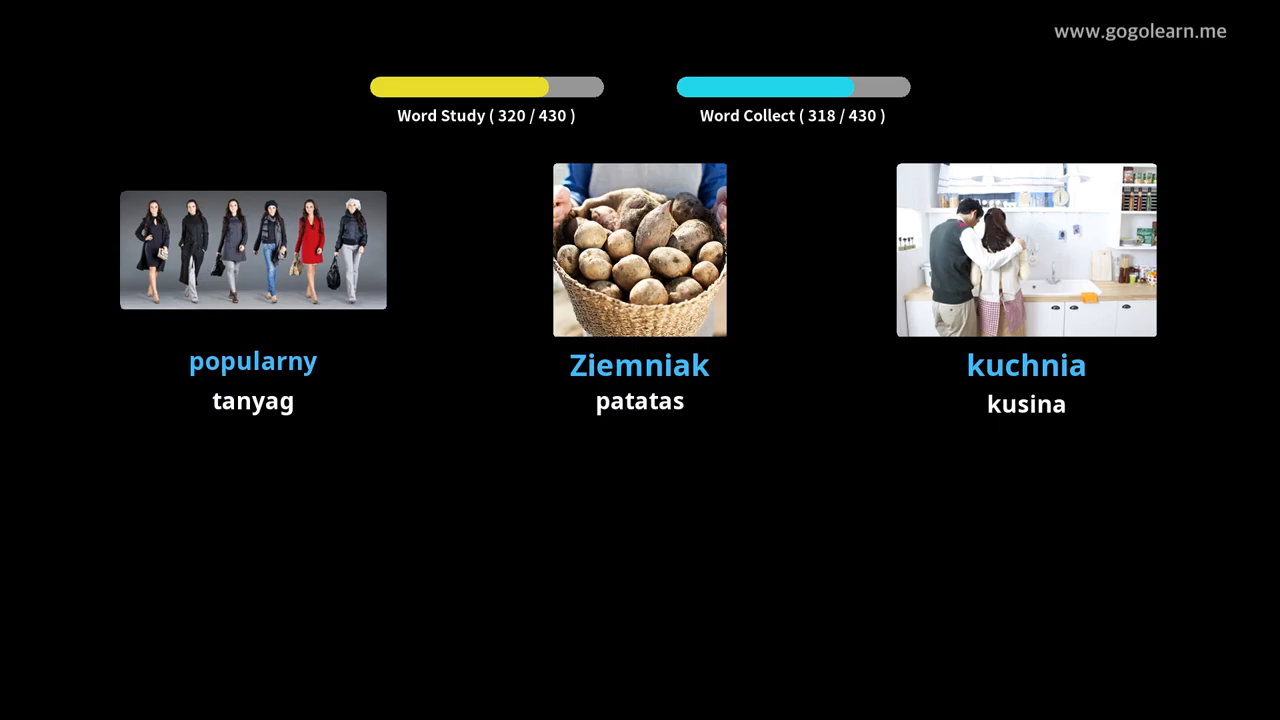 www.gogolearn.me
Word Study ( 320 / 430 )
Word Collect ( 318 / 430 )
popularny
tanyag
Ziemniak
patatas
kuchnia
kusina